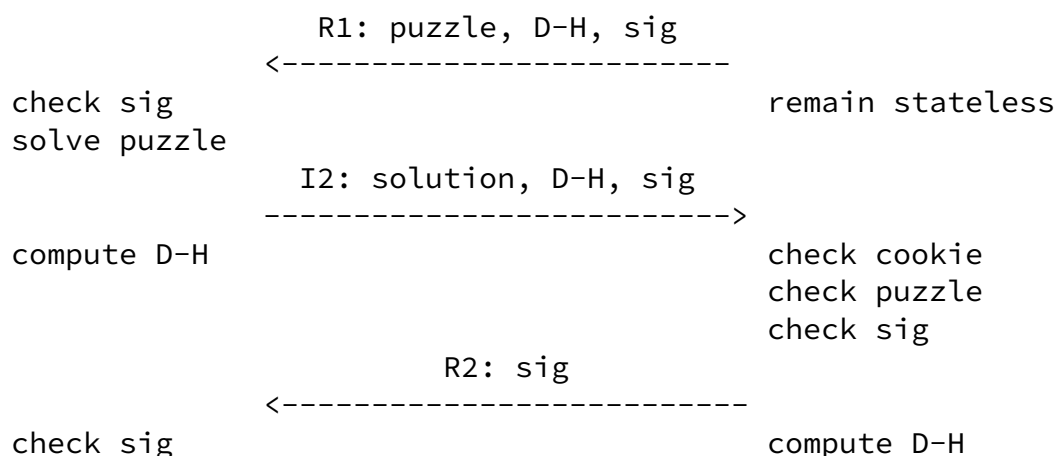 R1: puzzle, D-H, sig
<--------------------------
check sig remain stateless
solve puzzle
I2: solution, D-H, sig
-------------------------->
compute D-H check cookie
check puzzle
check sig
R2: sig
<--------------------------
check sig compute D-H